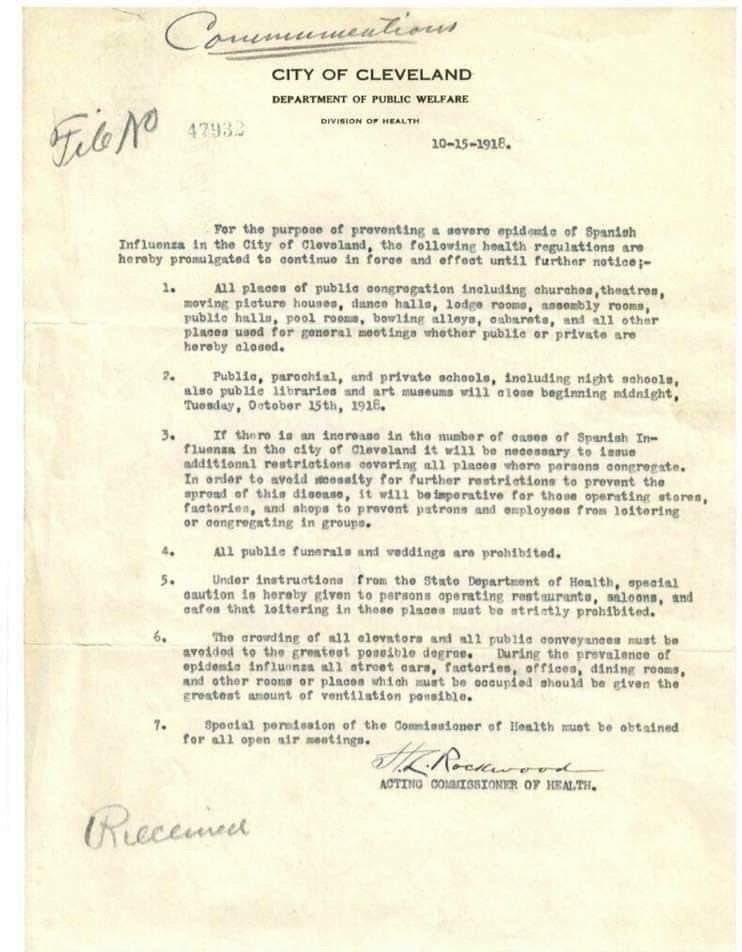 Communications
CITY OF CLEVELAND
DEPARTMENT OF PUBLIC WELFARE
DIVISION OF HEALTH
File No 47932
10-15-1918.
For the purpose of preventing a severe epidemic of Spanish
Influenza in the City of Cleveland, the following health regulations are
hereby promulgated to continue in force and effect until further notice;-
1. All places of public congregation including churches,theatres,
moving picture houses, dance halls, lodge rooms, assembly rooms,
public halls, pool rooms, bowling alleys, cabarets, and all other
places used for general meetings whether public or private are
hereby closed.
2. Public, parochial, and private schools, including night schools,
also public libraries and art museums will close beginning midnight,
Tuesday, October 15th, 1918.
3. If there is an increase in the number of cases of Spanish In-
fluenza in the city of Cleveland it will be necessary to issue
additional restrictions covering all places where persons congregate.
In order to avoid necessity for further restrictions to prevent the
spread of this disease, it will beimperative for those operating stores,
factories, and shops to prevent patrons and employees from loitering
or congregating in groups.
4. All public funerals and weddings are prohibited.
5. Under instructions from the State Department of Health, special
caution is hereby given to persons operating restaurants, saloons, and
cafes that loitering in these places must be strictly prohibited.
6. The crowding of all elevators and all public conveyances must be
avoided to the greatest possible degree. During the prevalence of
epidemic influenza all street cars, factories, offices, dining rooms,
and other rooms or places which must be occupied should be given the
greatest amount of ventilation possible.
7. Special permission of the Commissioner of Health must be obtained
for all open air meetings.
H.L. Rockwood
ACTING COMMISSIONER OF HEALTH.
Received